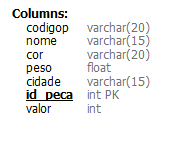 Columns:
codigop varchar(20)
nome varchar(15)
cor varchar(20)
peso float
cidade varchar(15)
id_peca int PK
valor int